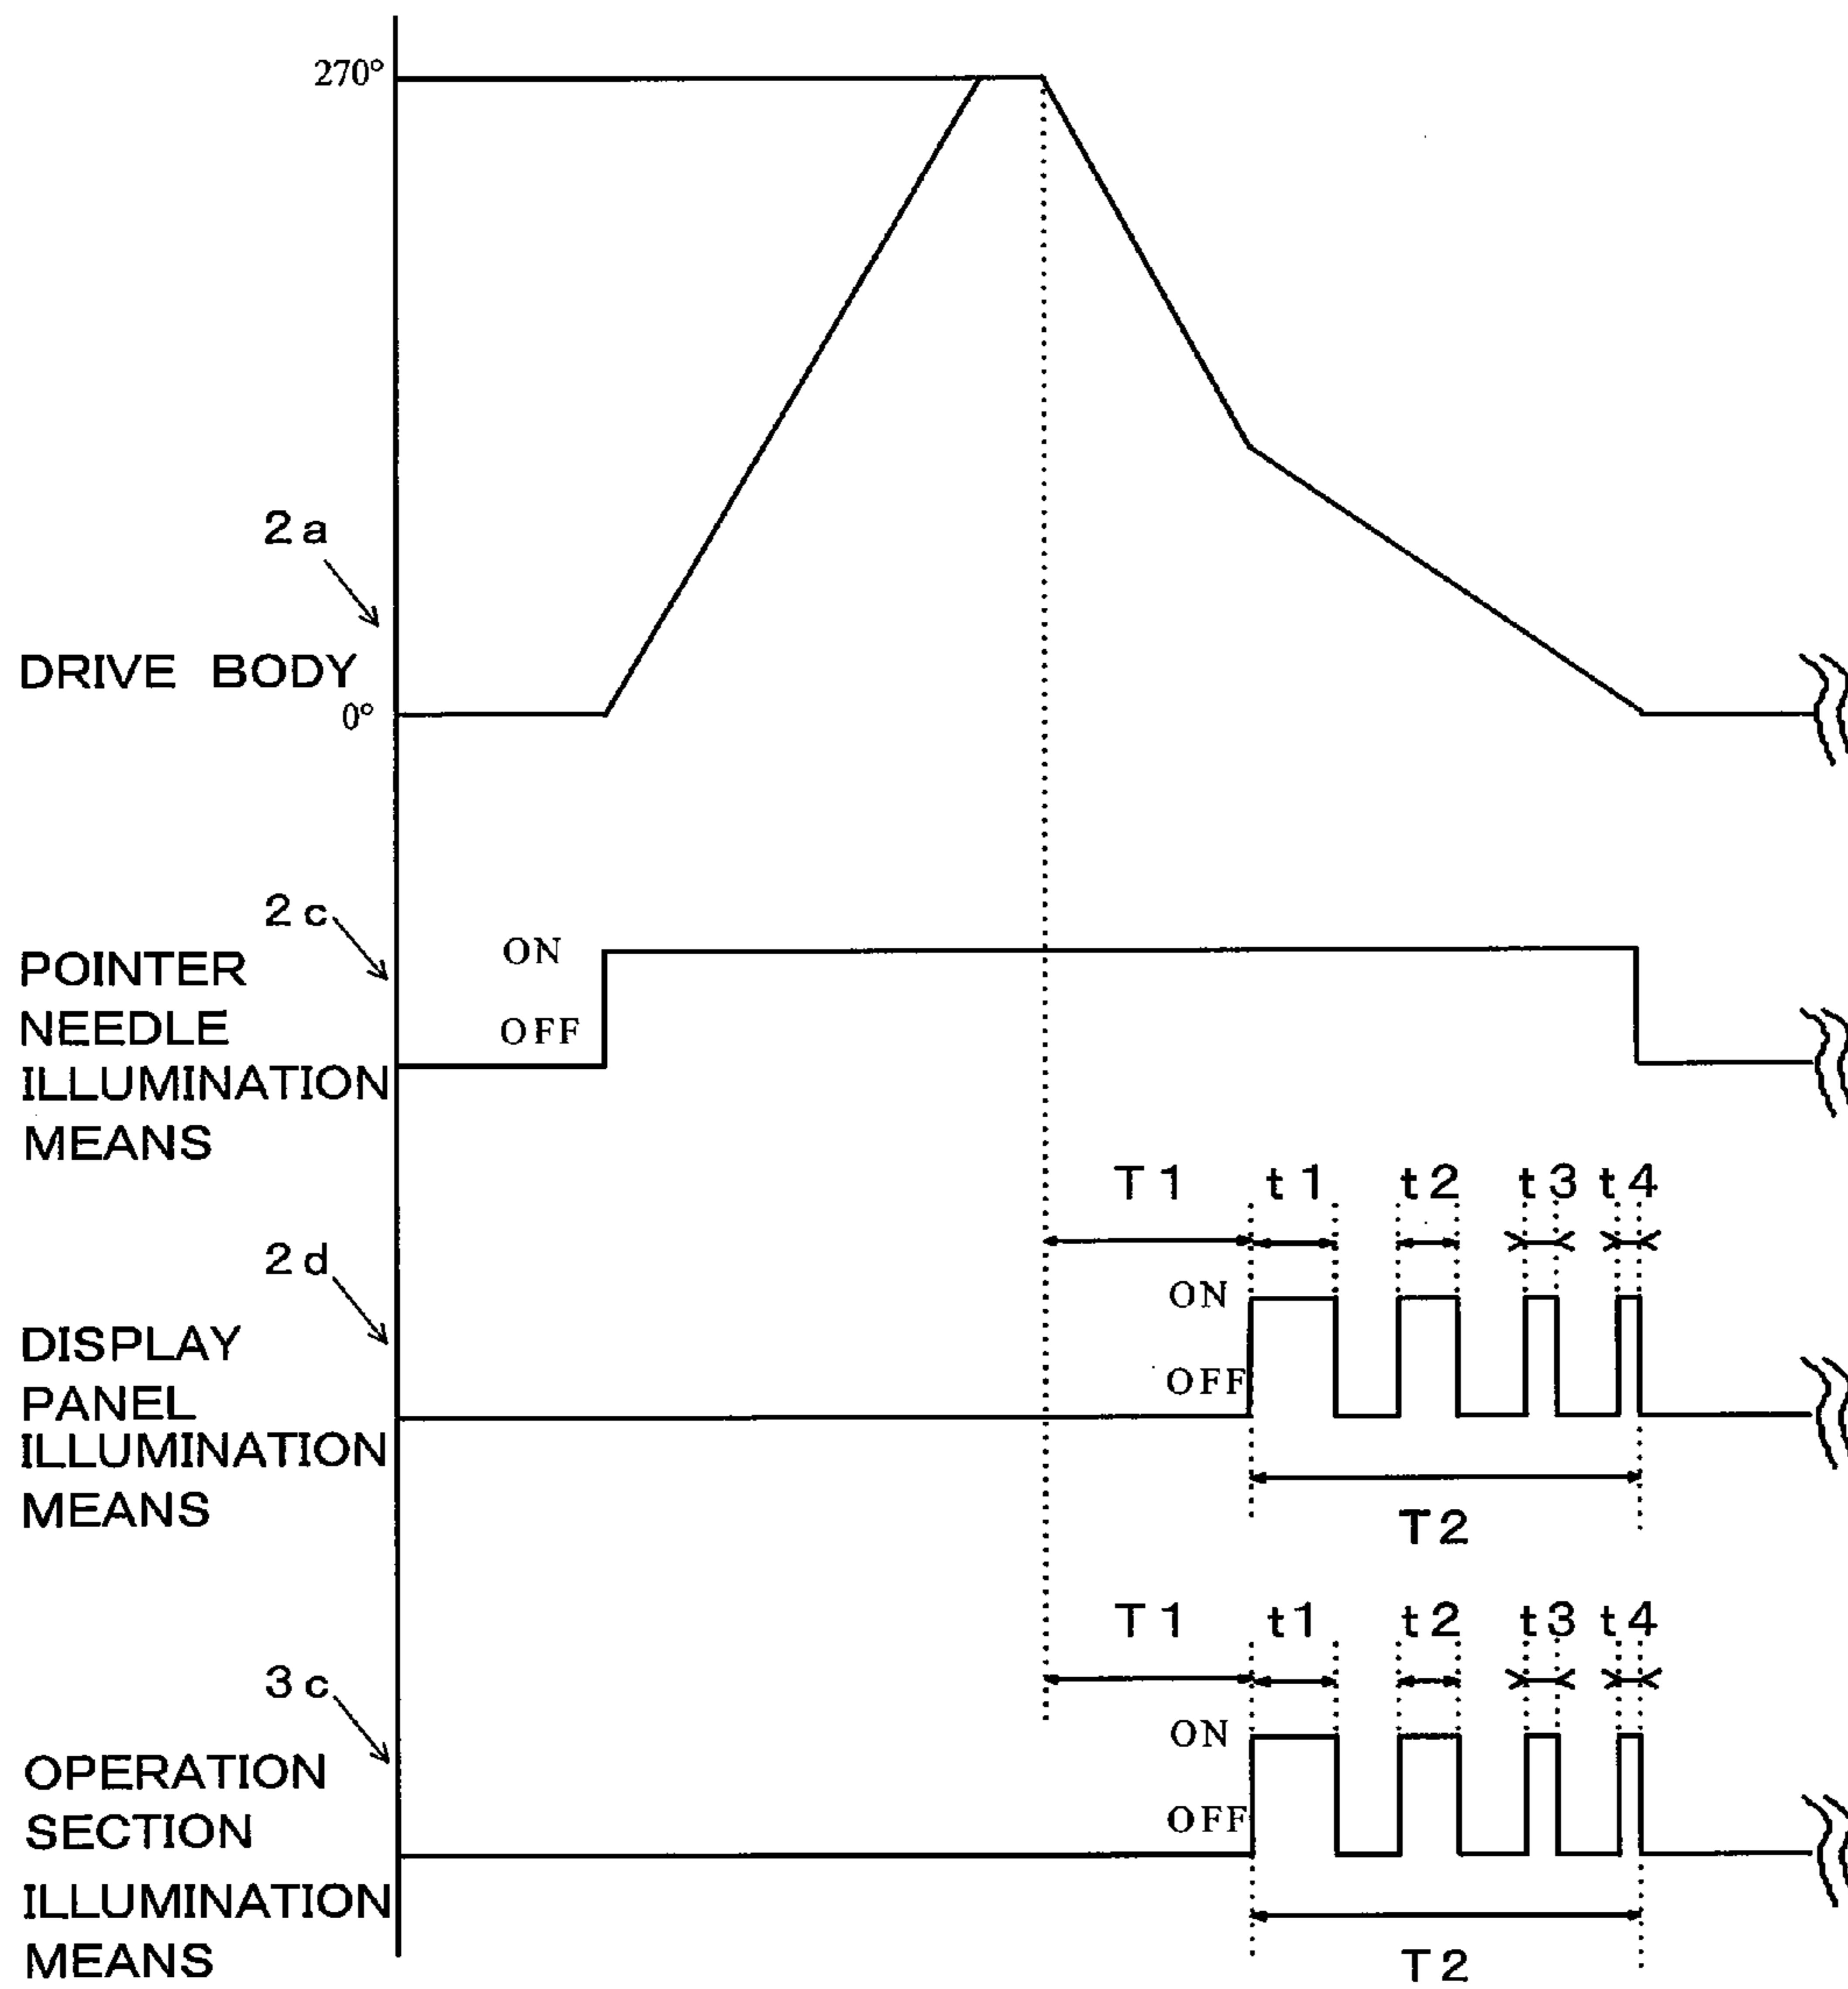 270°
2a
DRIVE BODY
0°
2c
POINTER
NEEDLE
ILLUMINATION
MEANS
ON
OFF
T1 t1 t2 t3 t4
2d
DISPLAY
PANEL
ILLUMINATION
MEANS
ON
OFF
T2
T1 t1 t2 t3 t4
3c
OPERATION
SECTION
ILLUMINATION
MEANS
ON
OFF
T2